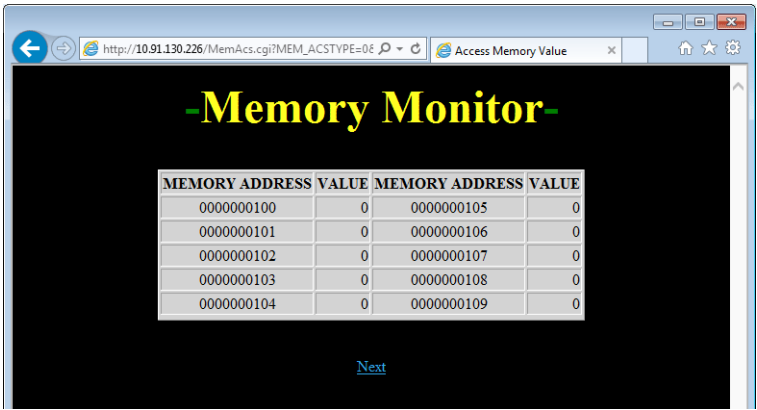 http://10.91.130.226/MemAcs.cgi?MEM_ACSTYPE=0&
Access Memory Value
-Memory Monitor-
MEMORY ADDRESS VALUE MEMORY ADDRESS VALUE
0000000100 0 0000000105 0
0000000101 0 0000000106 0
0000000102 0 0000000107 0
0000000103 0 0000000108 0
0000000104 0 0000000109 0
Next